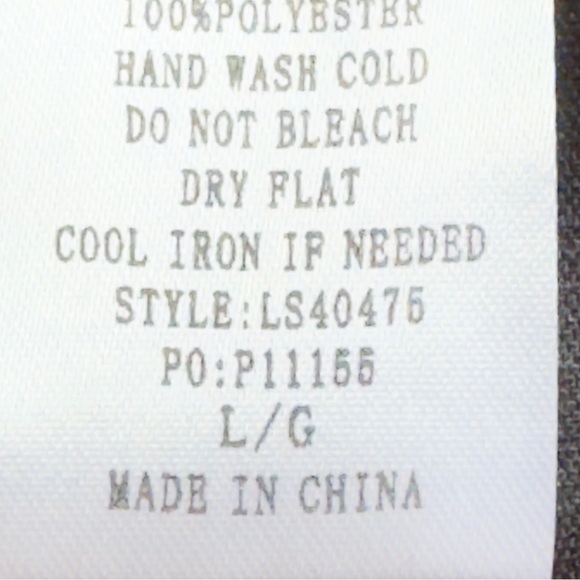 100%POLYESTER
HAND WASH COLD
DO NOT BLEACH
DRY FLAT
COOL IRON IF NEEDED
STYLE:LS40475
PO:P11155
L/G
MADE IN CHINA